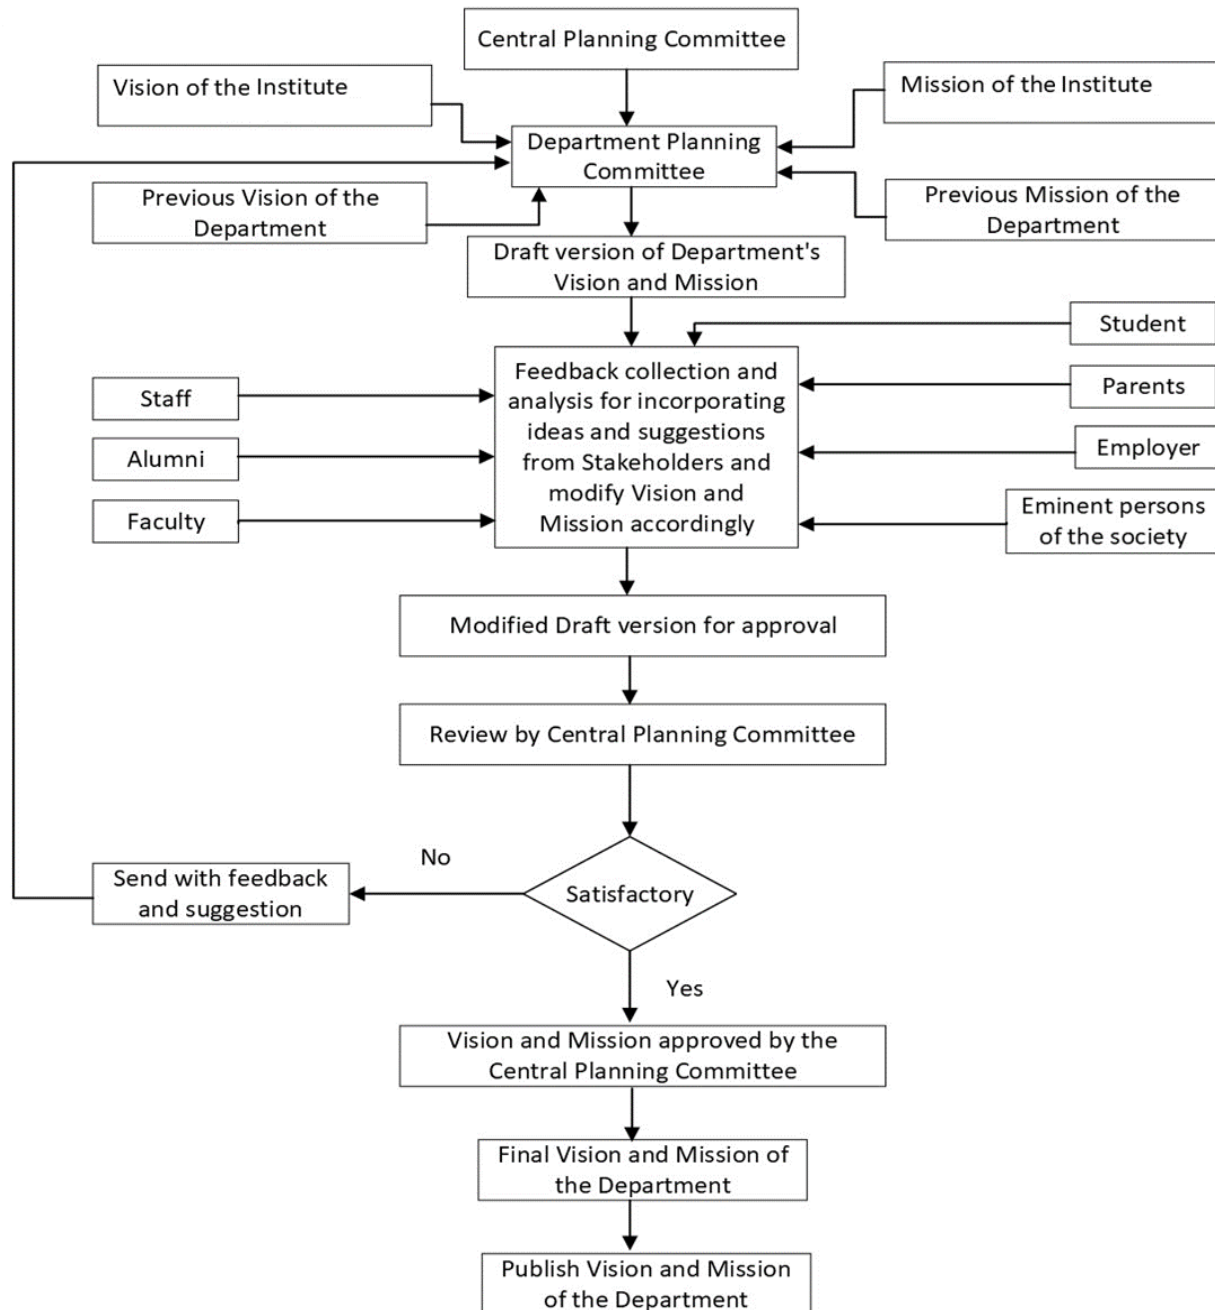 Central Planning Committee
Vision of the Institute
Mission of the Institute
Department Planning
Committee
Previous Vision of the
Department
Previous Mission of the
Department
Draft version of Department's
Vision and Mission
Student
Feedback collection and
analysis for incorporating
ideas and suggestions
from Stakeholders and
modify Vision and
Mission accordingly
Staff
Parents
Alumni
Employer
Faculty
Eminent persons
of the society
Modified Draft version for approval
Review by Central Planning Committee
No
Send with feedback
and suggestion
Satisfactory
Yes
Vision and Mission approved by the
Central Planning Committee
Final Vision and Mission of
the Department
Publish Vision and Mission
of the Department